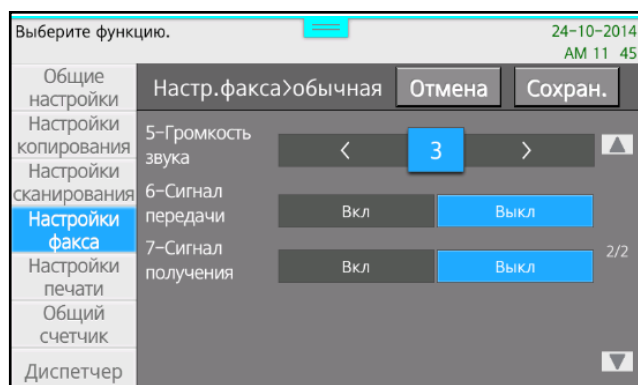 Выберите функцию.
24-10-2014
AM 11 45
Общие
настройки
Настройки
копирования
Настройки
сканирования
Настройки
факса
Настройки
печати
Общий
счетчик
Диспетчер
Настр.факса>обычная
Отмена
Сохран.
5-Громкость
звука
< 3 >
6-Сигнал
передачи
Вкл Выкл
7-Сигнал
получения
Вкл Выкл
2/2